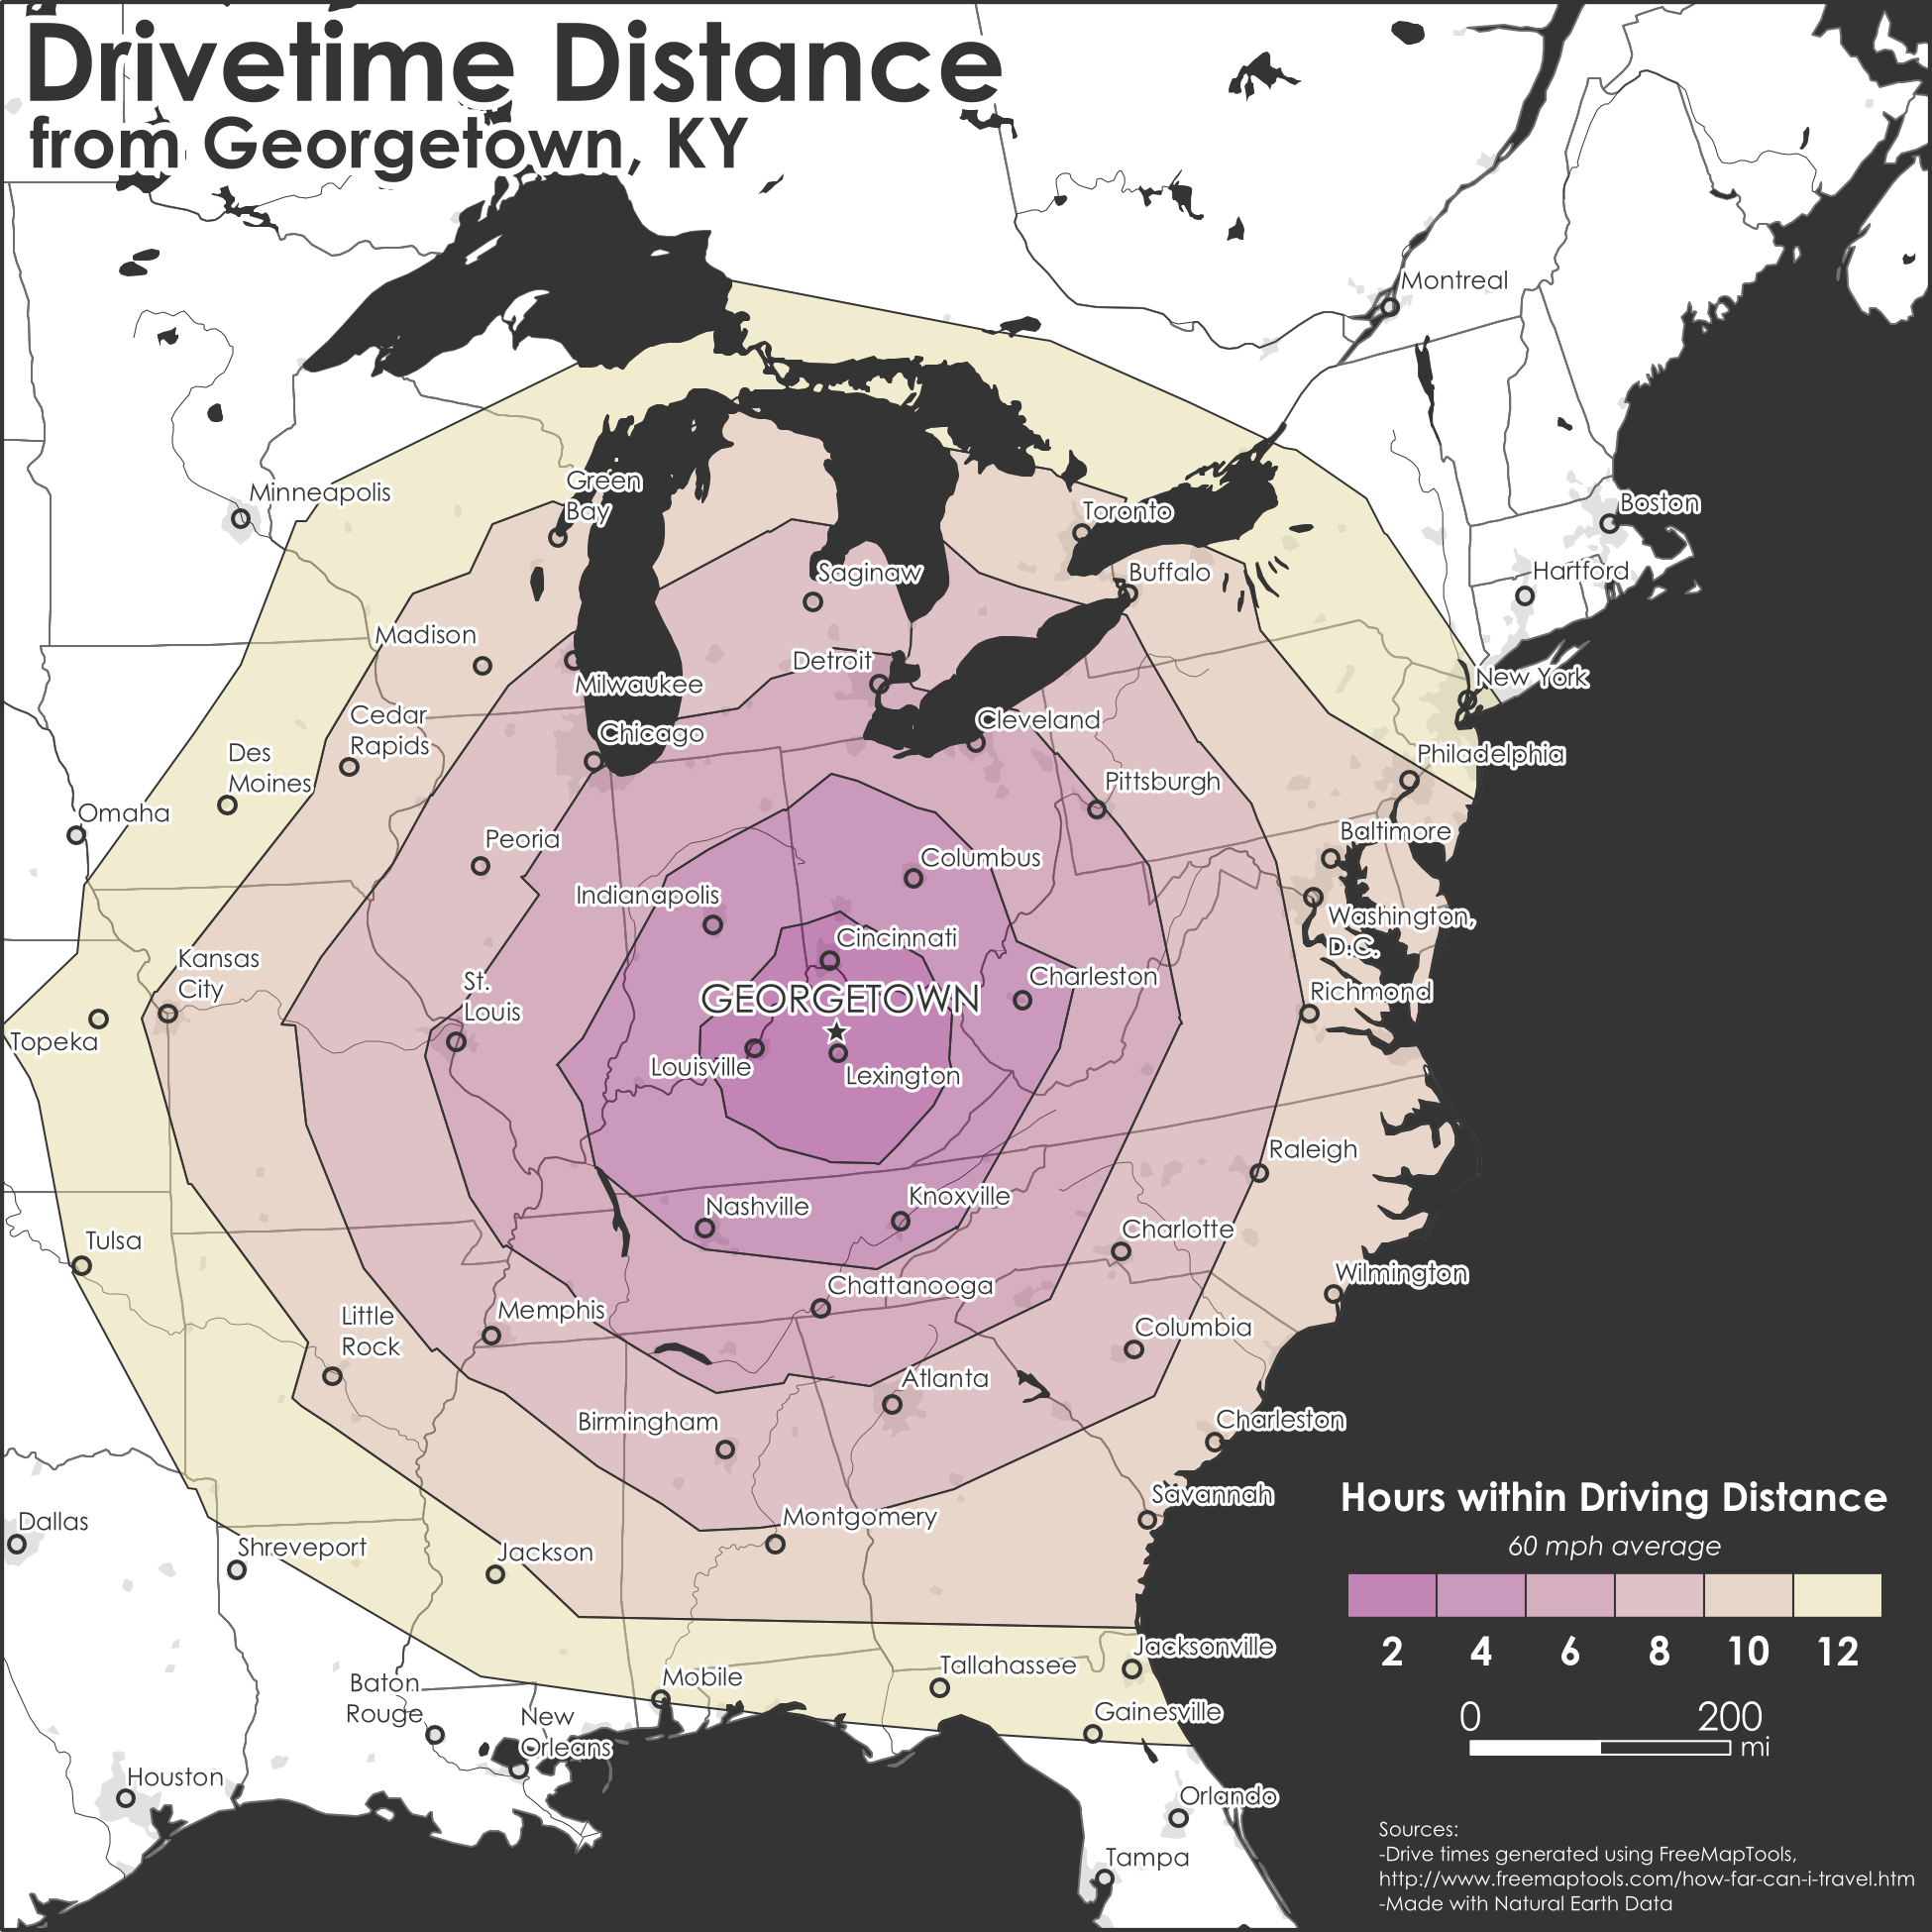 Drivetime Distance
from Georgetown, KY
Montreal
Minneapolis
Green
Bay
Toronto
Boston
Saginaw
Buffalo
Hartford
Madison
Detroit
Milwaukee
New York
Cedar
Rapids
Chicago
Cleveland
Des
Moines
Philadelphia
Pittsburgh
Omaha
Peoria
Columbus
Baltimore
Indianapolis
Washington,
D.C.
Cincinnati
Kansas
City
St.
Louis
GEORGETOWN
Charleston
Richmond
Topeka
Louisville
Lexington
Raleigh
Nashville
Knoxville
Tulsa
Charlotte
Wilmington
Chattanooga
Little
Rock
Memphis
Columbia
Atlanta
Birmingham
Charleston
Savannah
Dallas
Shreveport
Jackson
Montgomery
Jacksonville
Tallahassee
Mobile
Baton
Rouge
New
Orleans
Gainesville
Houston
Orlando
Tampa
Hours within Driving Distance
60 mph average
2 4 6 8 10 12
0 200
mi
Sources:
-Drive times generated using FreeMapTools,
http://www.freemaptools.com/how-far-can-i-travel.htm
-Made with Natural Earth Data